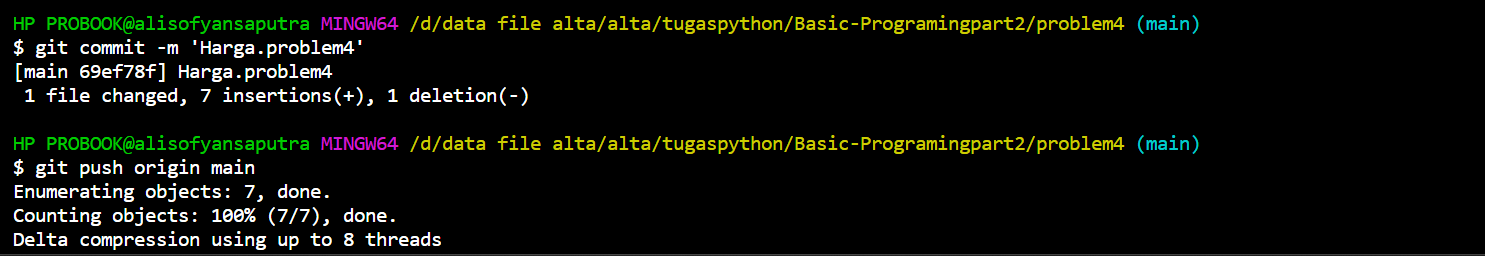 HP PROBOOK@alisofyansaputra MINGW64 /d/data file alta/alta/tugaspython/Basic-Programingpart2/problem4 (main)
$ git commit -m 'Harga.problem4'
[main 69ef78f] Harga.problem4
 1 file changed, 7 insertions(+), 1 deletion(-)
HP PROBOOK@alisofyansaputra MINGW64 /d/data file alta/alta/tugaspython/Basic-Programingpart2/problem4 (main)
$ git push origin main
Enumerating objects: 7, done.
Counting objects: 100% (7/7), done.
Delta compression using up to 8 threads